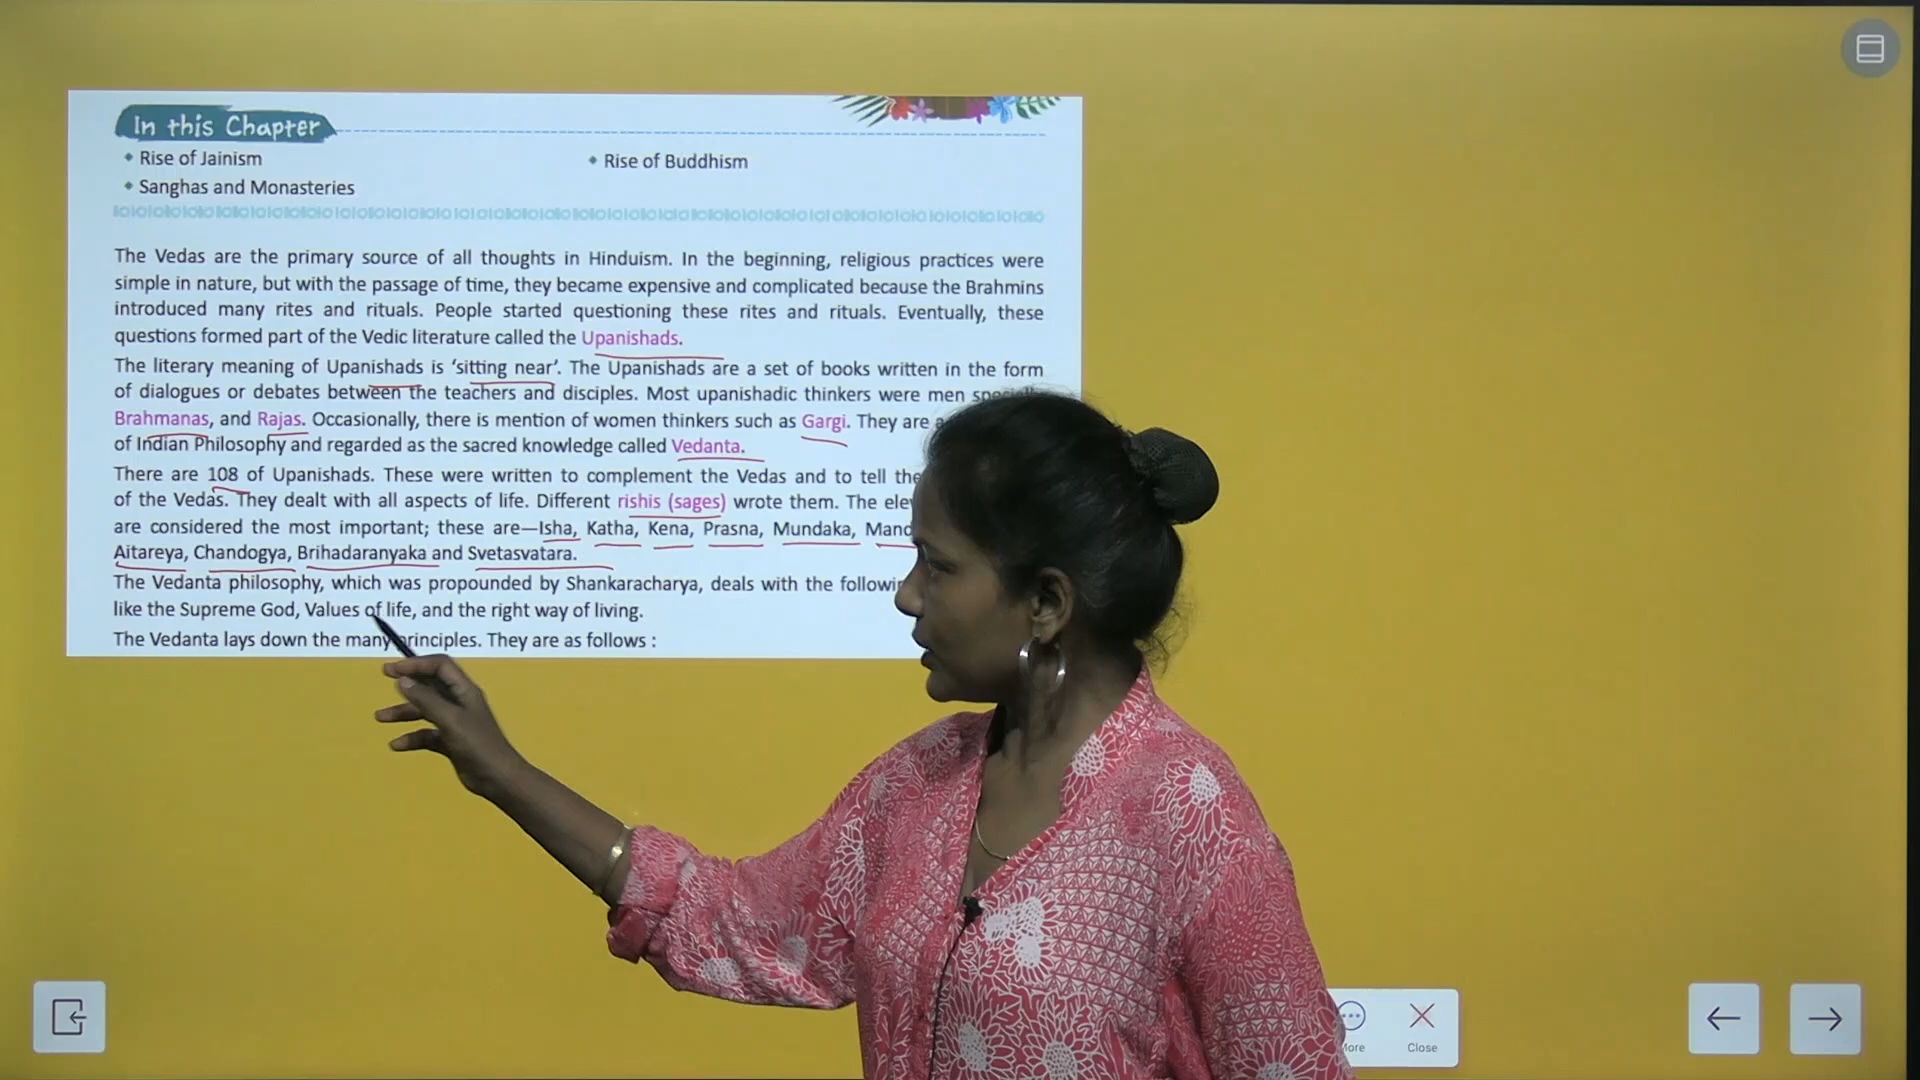 In this Chapter
Rise of Jainism
Rise of Buddhism
Sanghas and Monasteries
The Vedas are the primary source of all thoughts in Hinduism. In the beginning, religious practices were
simple in nature, but with the passage of time, they became expensive and complicated because the Brahmins
introduced many rites and rituals. People started questioning these rites and rituals. Eventually, these
questions formed part of the Vedic literature called the Upanishads.
The literary meaning of Upanishads is ‘sitting near’. The Upanishads are a set of books written in the form
of dialogues or debates between the teachers and disciples. Most upanishadic thinkers were men
Brahmanas, and Rajas. Occasionally, there is mention of women thinkers such as Gargi. They are
of Indian Philosophy and regarded as the sacred knowledge called Vedanta.
There are 108 of Upanishads. These were written to complement the Vedas and to tell
of the Vedas. They dealt with all aspects of life. Different rishis (sages) wrote them. The
are considered the most important; these are—Isha, Katha, Kena, Prasna, Mundaka,
Aitareya, Chandogya, Brihadaranyaka and Svetasvatara.
The Vedanta philosophy, which was propounded by Shankaracharya, deals with the
like the Supreme God, Values of life, and the right way of living.
The Vedanta lays down the many principles. They are as follows :
More
Close